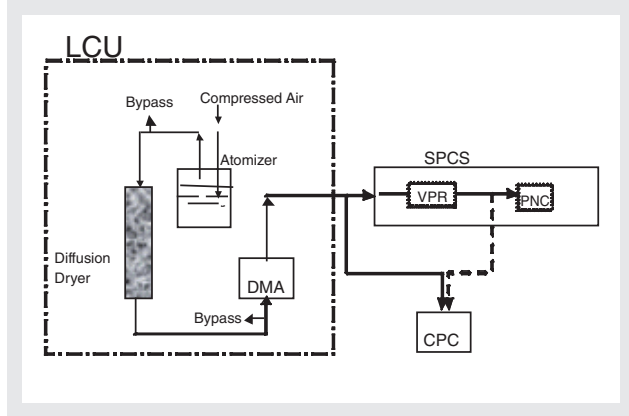 LCU
Bypass
Compressed Air
Atomizer
SPCS
VPR
PNC
Diffusion
Dryer
DMA
Bypass
CPC